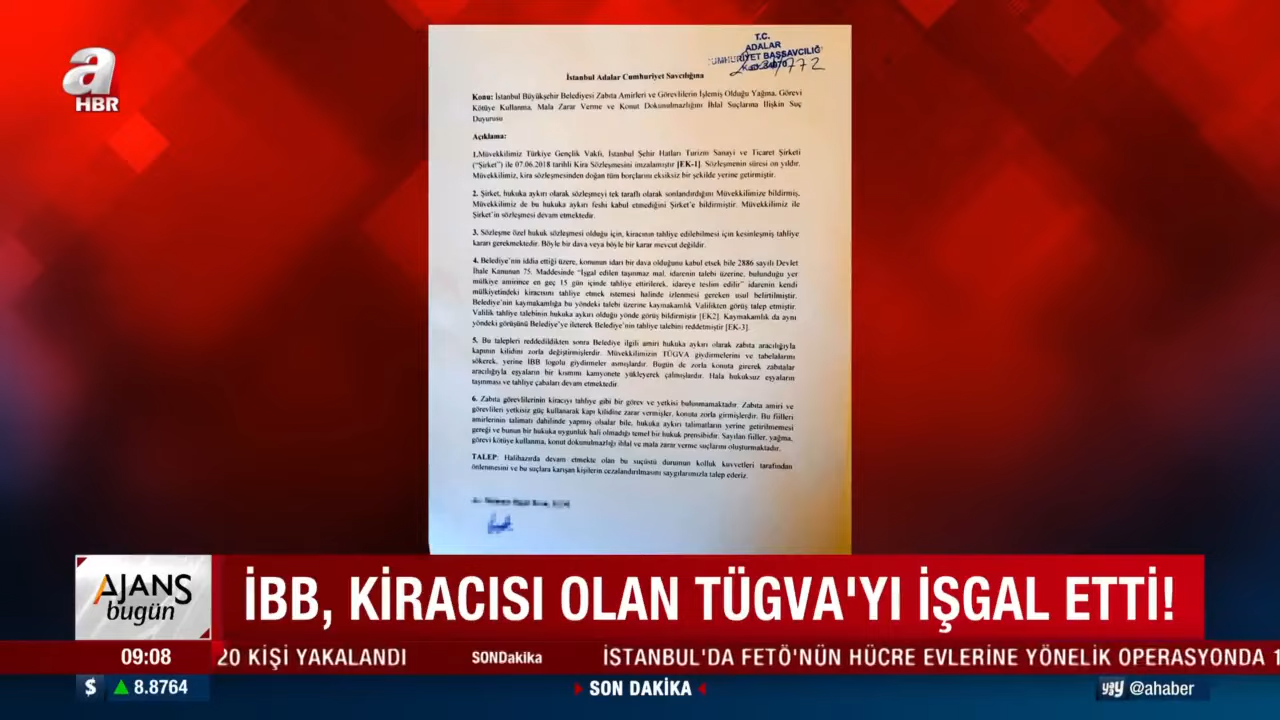 a
HBR
T.C.
ADALAR
CUMHURİYET BAŞSAVCILIĞI
İstanbul Adalar Cumhuriyet Savcılığına
Konu: İstanbul Büyükşehir Belediyesi Zabıta Amirleri ve Görevlilerin İşlemiş Olduğu Yağma, Görevi
Kötüye Kullanma, Mala Zarar Verme ve Konut Dokunulmazlığını İhlal Suçlarına İlişkin Suç
Duyurusu
Açıklama:
1.Müvekkilimiz Türkiye Gençlik Vakfı, İstanbul Şehir Hatları Turizm Sanayi ve Ticaret Şirketi
("Şirket") ile 07.06.2018 tarihli Kira Sözleşmesini imzalamıştır [EK-1]. Sözleşmenin süresi on yıldır.
Müvekkilimiz, kira sözleşmesinden doğan tüm borçlarını eksiksiz bir şekilde yerine getirmiştir.
2. Şirket, hukuka aykırı olarak sözleşmeyi tek taraflı olarak sonlandırdığını Müvekkilimize bildirmiş,
Müvekkilimiz de bu hukuka aykırı feshi kabul etmediğini Şirket'e bildirmiştir. Müvekkilimiz ile
Şirket'in sözleşmesi devam etmektedir.
3. Sözleşme özel hukuk sözleşmesi olduğu için, kiracının tahliye edilebilmesi için kesinleşmiş tahliye
kararı gerekmektedir. Böyle bir dava veya böyle bir karar mevcut değildir.
4. Belediye'nin iddia ettiği üzere, konunun idari bir dava olduğunu kabul etsek bile 2886 sayılı Devlet
İhale Kanunun 75. Maddesinde "İşgal edilen taşınmaz mal, idarenin talebi üzerine, bulunduğu yer
mülkiye amirince en geç 15 gün içinde tahliye ettirilerek, idareye teslim edilir" idarenin kendi
mülkiyetindeki kiracısını tahliye etmek istemesi halinde izlenmesi gereken usul belirtilmiştir.
Belediye'nin kaymakamlığa bu yöndeki talebi üzerine kaymakamlık Valilikten görüş talep etmiştir.
Valilik tahliye talebinin hukuka aykırı olduğu yönde görüş bildirmiştir [EK2]. Kaymakamlık da aynı
yöndeki görüşünü Belediye'ye ileterek Belediye'nin tahliye talebini reddetmiştir [EK-3].
5. Bu talepleri reddedildikten sonra Belediye ilgili amiri hukuka aykırı olarak zabıta aracılığıyla
kapının kilidini zorla değiştirmişlerdir. Müvekkilimizin TÜGVA giydirmelerini ve tabelalarını
sökerek, yerine İBB logolu giydirmeler asmışlardır. Bugün de zorla konuta girerek zabıtalar
aracılığıyla eşyaların bir kısmını kamyonete yükleyerek çalmışlardır. Hala hukuksuz eşyaların
taşınması ve tahliye çabaları devam etmektedir.
6. Zabıta görevlilerinin kiracıyı tahliye gibi bir görev ve yetkisi bulunmamaktadır. Zabıta amiri ve
görevlileri yetkisiz güç kullanarak kapı kilidine zarar vermişler, konuta zorla girmişlerdir. Bu fiilleri
amirlerinin talimatı dahilinde yapmış olsalar bile, hukuka aykırı talimatların yerine getirilmemesi
gereği ve bunun bir hukuka uygunluk hali olmadığı temel bir hukuk prensibidir. Sayılan fiiller, yağma,
görevi kötüye kullanma, konut dokunulmazlığı ihlali ve mala zarar verme suçlarını oluşturmaktadır.
TALEP: Halihazırda devam etmekte olan bu suçüstü durumun kolluk kuvvetleri tarafından
önlenmesini ve bu suçlara karışan kişilerin cezalandırılmasını saygılarımızla talep ederiz.
AJANS
bugün
İBB, KİRACISI OLAN TÜGVA'YI İŞGAL ETTİ!
09:08 20 KİŞİ YAKALANDI SONDakika İSTANBUL'DA FETÖ'NÜN HÜCRE EVLERİNE YÖNELİK OPERASYONDA 1
$ 8.8764 SON DAKİKA @ahaber